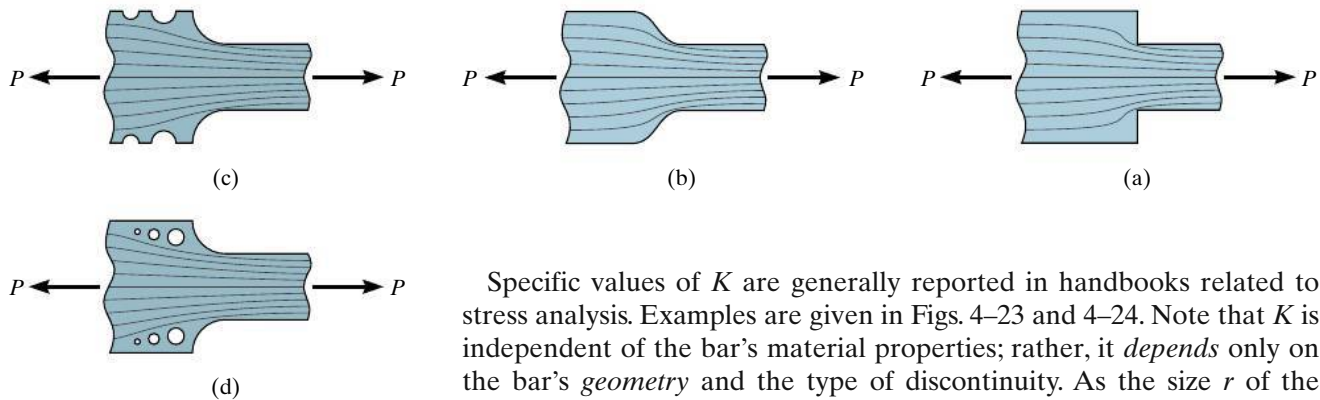 P
P
(c)
P
P
(b)
P
P
(a)
P
P
(d)
Specific values of K are generally reported in handbooks related to
stress analysis. Examples are given in Figs. 4–23 and 4–24. Note that K is
independent of the bar's material properties; rather, it depends only on
the bar's geometry and the type of discontinuity. As the size r of the